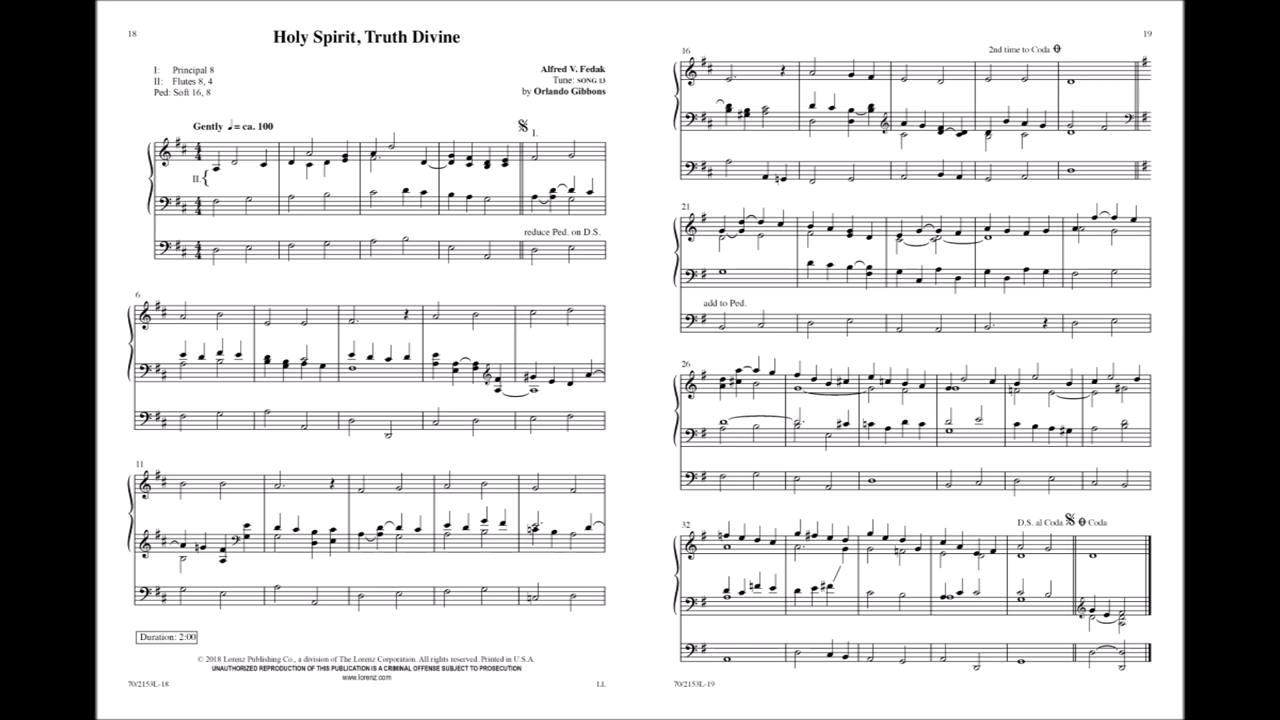 18
Holy Spirit, Truth Divine
I: Principal 8
II: Flutes 8, 4
Ped: Soft 16, 8
Alfred V. Fedak
Tune: SONG 13
by Orlando Gibbons
Gently ♩ = ca. 100
I.
II.
reduce Ped. on D.S.
6
11
Duration: 2:00
© 2018 Lorenz Publishing Co., a division of The Lorenz Corporation. All rights reserved. Printed in U.S.A.
UNAUTHORIZED REPRODUCTION OF THIS PUBLICATION IS A CRIMINAL OFFENSE SUBJECT TO PROSECUTION
www.lorenz.com
70/2153L-18
LL
19
16
2nd time to Coda
21
add to Ped.
26
32
D.S. al Coda
Coda
70/2153L-19